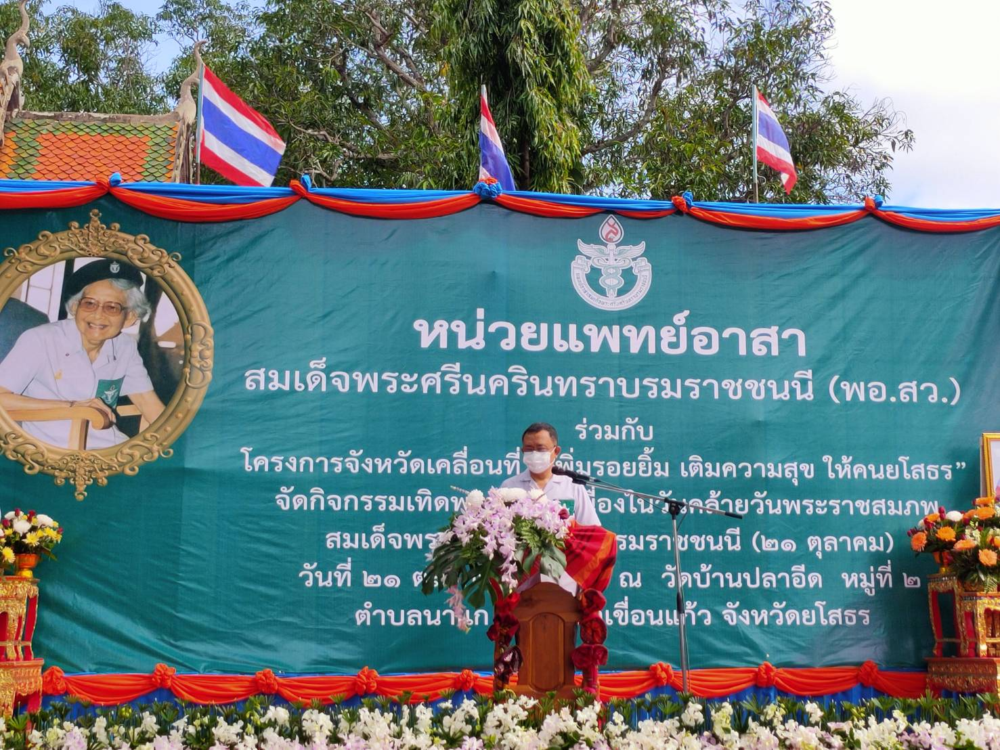 หน่วยแพทย์อาสา
สมเด็จพระศรีนครินทราบรมราชชนนี (พอ.สว.)
ร่วมกับ
โครงการจังหวัดเคลื่อนที่ พิ่มรอยยิ้ม เติมความสุข ให้คนยโสธร”
จัดกิจกรรมเทิดพ ื่องในวันคล้ายวันพระราชสมภพ
สมเด็จพร รมราชชนนี (๒๑ ตุลาคม)
วันที่ ๒๑ ต ณ วัดบ้านปลาอีด หมู่ที่ ๒
ตำบลนาแก เขื่อนแก้ว จังหวัดยโสธร